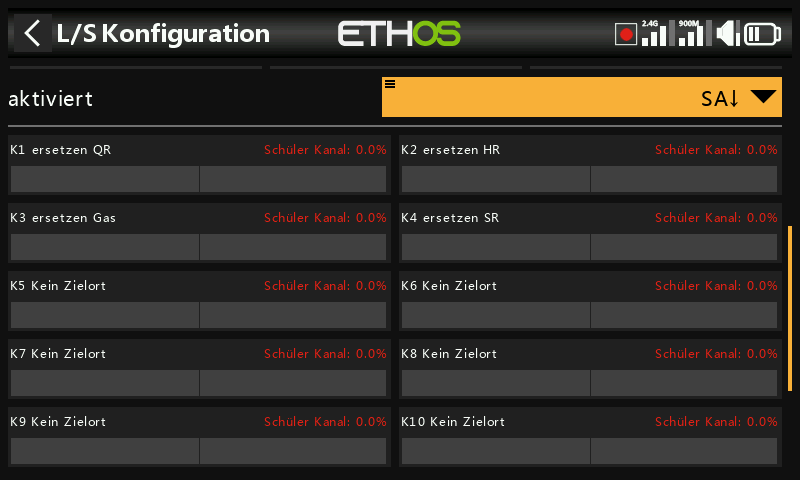 L/S Konfiguration
ETHOS
2.4G
900M
aktiviert
SA↓
K1 ersetzen QR
Schüler Kanal: 0.0%
K2 ersetzen HR
Schüler Kanal: 0.0%
K3 ersetzen Gas
Schüler Kanal: 0.0%
K4 ersetzen SR
Schüler Kanal: 0.0%
K5 Kein Zielort
Schüler Kanal: 0.0%
K6 Kein Zielort
Schüler Kanal: 0.0%
K7 Kein Zielort
Schüler Kanal: 0.0%
K8 Kein Zielort
Schüler Kanal: 0.0%
K9 Kein Zielort
Schüler Kanal: 0.0%
K10 Kein Zielort
Schüler Kanal: 0.0%